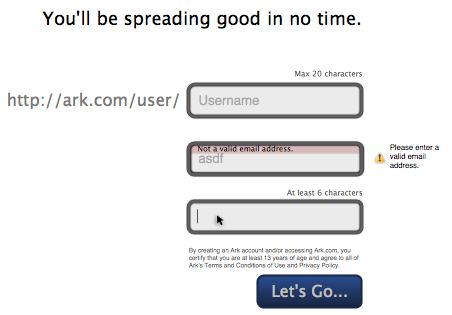 You'll be spreading good in no time.
Max 20 characters
http://ark.com/user/ Username
Not a valid email address.
asdf
Please enter a
valid email
address.
At least 6 characters
By creating an Ark account and/or accessing Ark.com, you
certify that you are at least 13 years of age and agree to all of
Ark's Terms and Conditions of Use and Privacy Policy.
Let's Go...